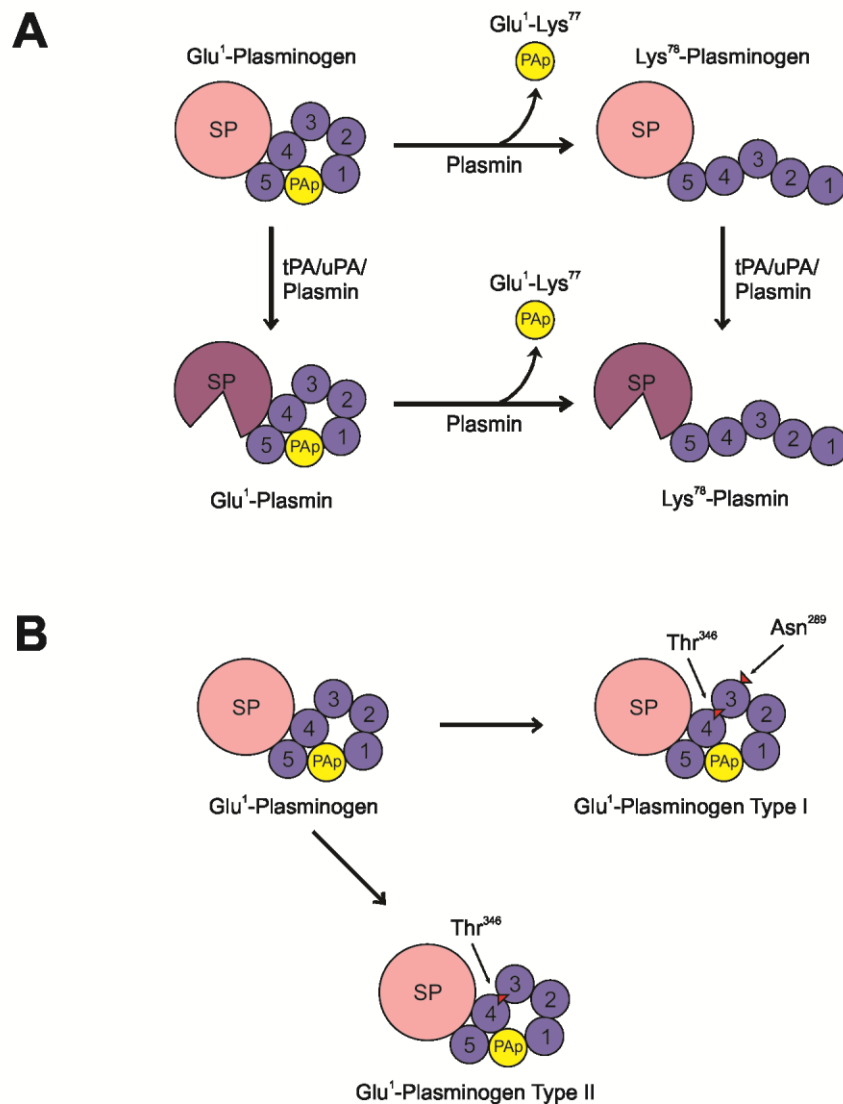 A
Glu¹-Lys⁷⁷
Glu¹-Plasminogen
PAp
Lys⁷⁸-Plasminogen
SP
3
4
2
5
PAp
1
Plasmin
SP
5
4
3
2
1
tPA/uPA/
Plasmin
Glu¹-Lys⁷⁷
PAp
tPA/uPA/
Plasmin
SP
3
4
2
5
PAp
1
Plasmin
SP
5
4
3
2
1
Glu¹-Plasmin
Lys⁷⁸-Plasmin
B
Thr³⁴⁶
Asn²⁸⁹
SP
3
4
2
5
PAp
1
SP
3
4
2
5
PAp
1
Glu¹-Plasminogen
Glu¹-Plasminogen Type I
Thr³⁴⁶
SP
3
4
2
5
PAp
1
Glu¹-Plasminogen Type II